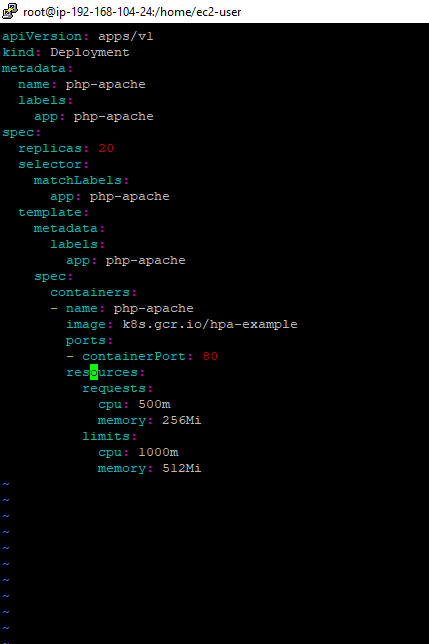 root@ip-192-168-104-24:/home/ec2-user
apiVersion: apps/v1
kind: Deployment
metadata:
  name: php-apache
  labels:
    app: php-apache
spec:
  replicas: 20
  selector:
    matchLabels:
      app: php-apache
  template:
    metadata:
      labels:
        app: php-apache
    spec:
      containers:
      - name: php-apache
        image: k8s.gcr.io/hpa-example
        ports:
        - containerPort: 80
        resources:
          requests:
            cpu: 500m
            memory: 256Mi
          limits:
            cpu: 1000m
            memory: 512Mi
~
~
~
~
~
~
~
~
~
~